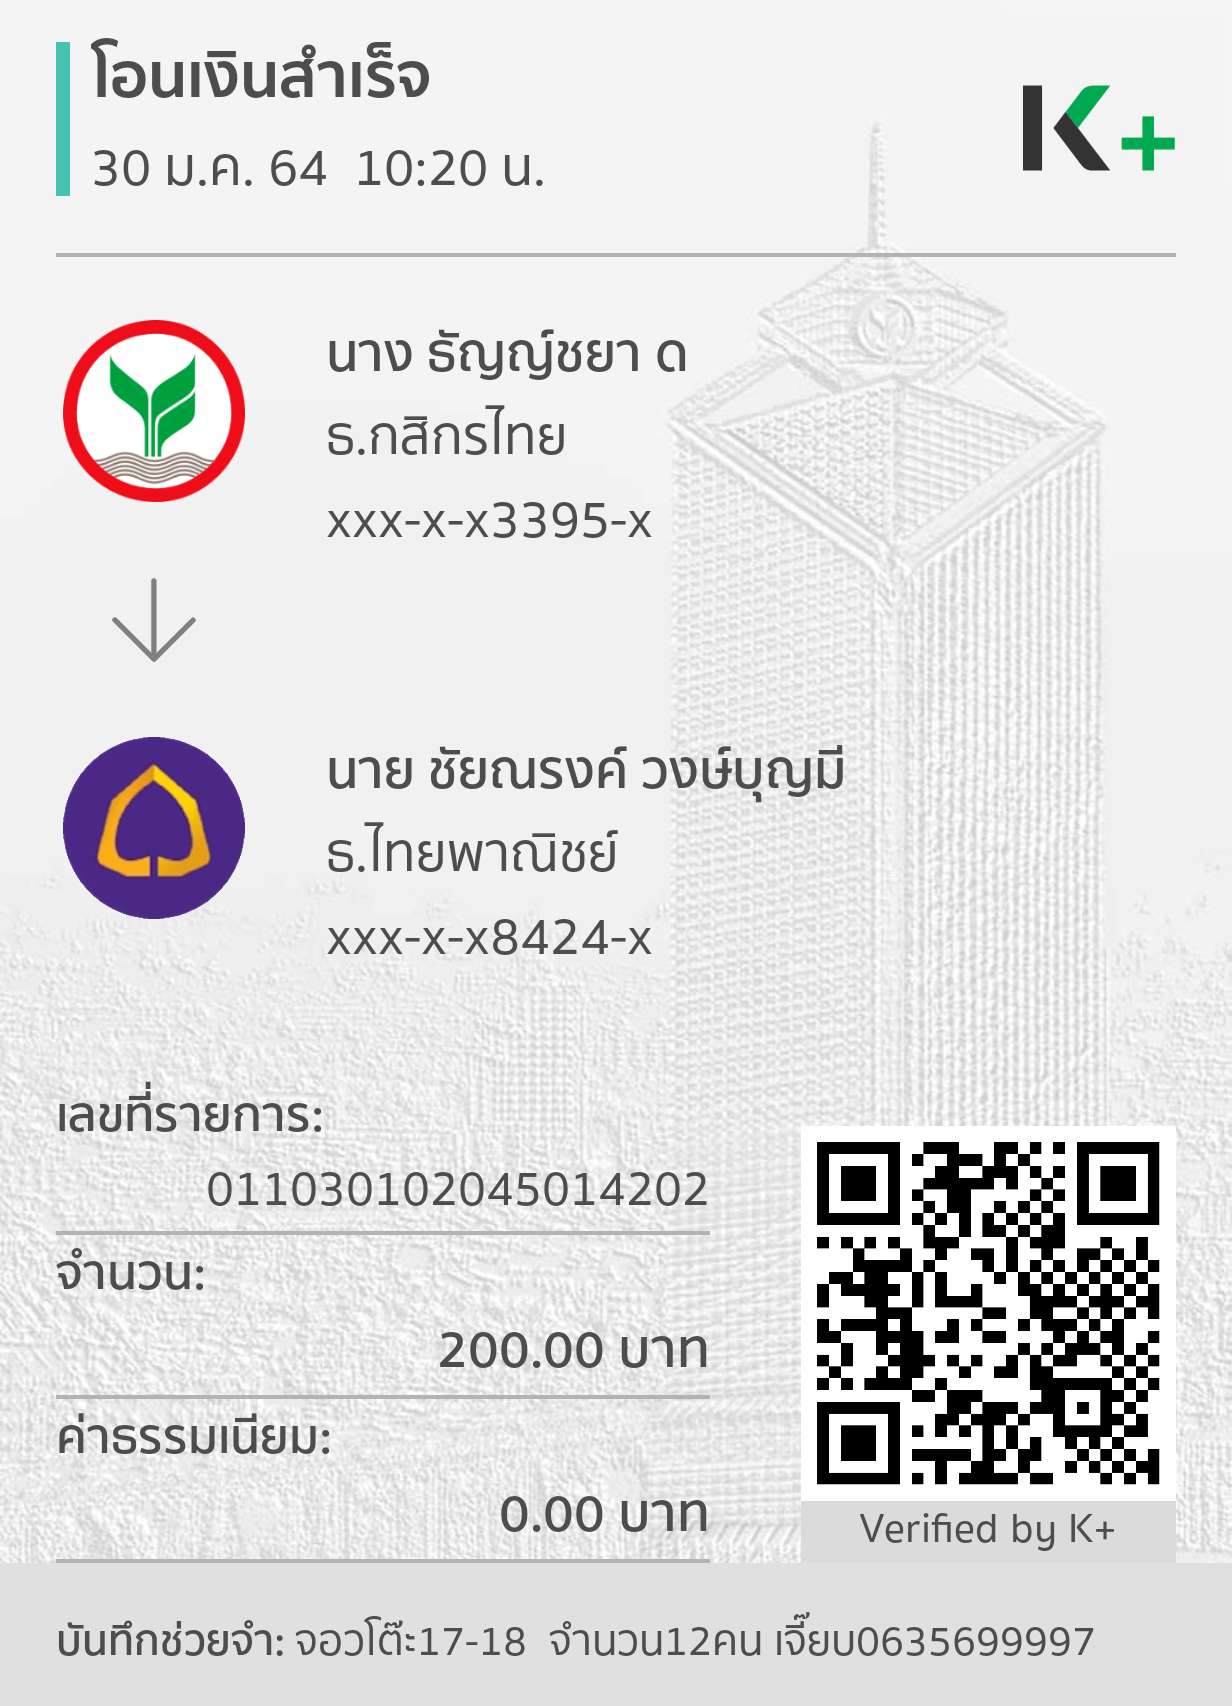 โอนเงินสำเร็จ
30 ม.ค. 64 10:20 น.
K+
นาง ธัญญ์ชยา ด
ธ.กสิกรไทย
xxx-x-x3395-x
นาย ชัยณรงค์ วงษ์บุญมี
ธ.ไทยพาณิชย์
xxx-x-x8424-x
เลขที่รายการ:
011030102045014202
จำนวน:
200.00 บาท
ค่าธรรมเนียม:
0.00 บาท
Verified by K+
บันทึกช่วยจำ: จอวโต๊ะ17-18 จำนวน12คน เจี๊ยบ0635699997